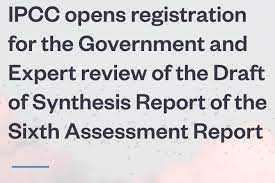 IPCC opens registration
for the Government and
Expert review of the Draft
of Synthesis Report of the
Sixth Assessment Report